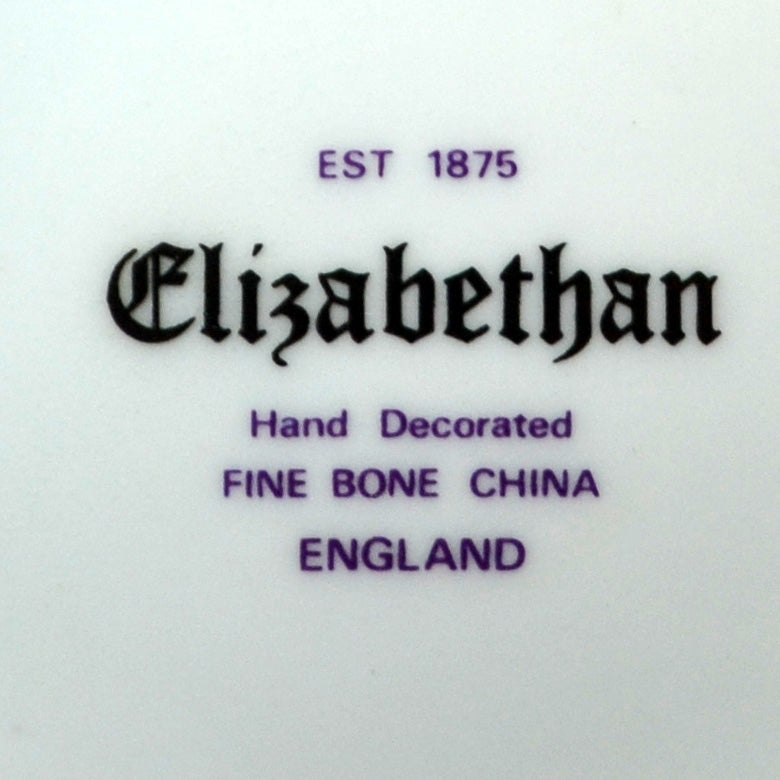 EST 1875
Elizabethan
Hand Decorated
FINE BONE CHINA
ENGLAND